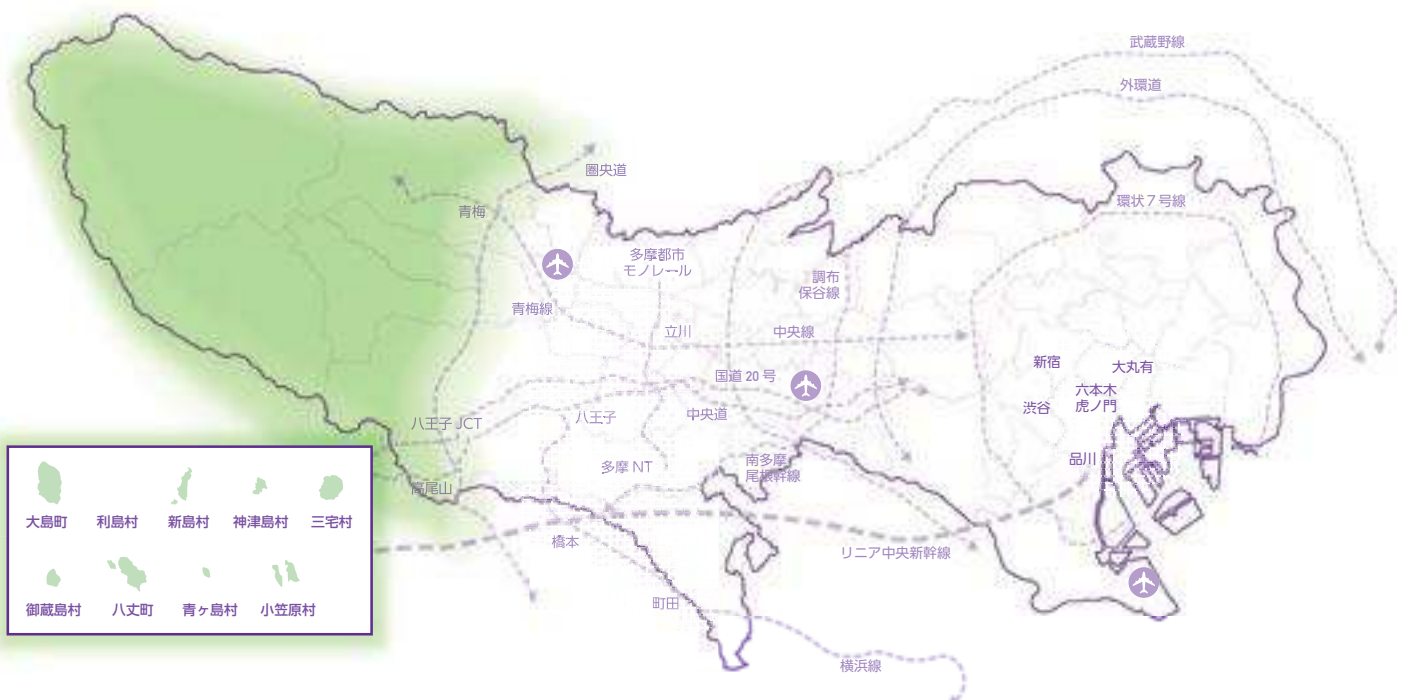 武蔵野線
外環道
圏央道
環状７号線
青梅
多摩都市
モノレール
調布
保谷線
青梅線
立川
中央線
新宿
大丸有
国道 20 号
六本木
虎ノ門
渋谷
八王子 JCT
八王子
中央道
品川
多摩 NT
南多摩
尾根幹線
高尾山
橋本
リニア中央新幹線
町田
横浜線
大島町
利島村
新島村
神津島村
三宅村
御蔵島村
八丈町
青ヶ島村
小笠原村